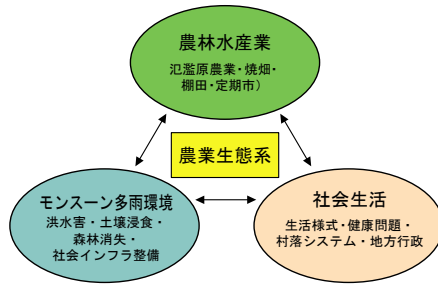 農林水産業
氾濫原農業・焼畑・
棚田・定期市）
農業生態系
モンスーン多雨環境
洪水害・土壌浸食・
森林消失・
社会インフラ整備
社会生活
生活様式・健康問題・
村落システム・地方行政